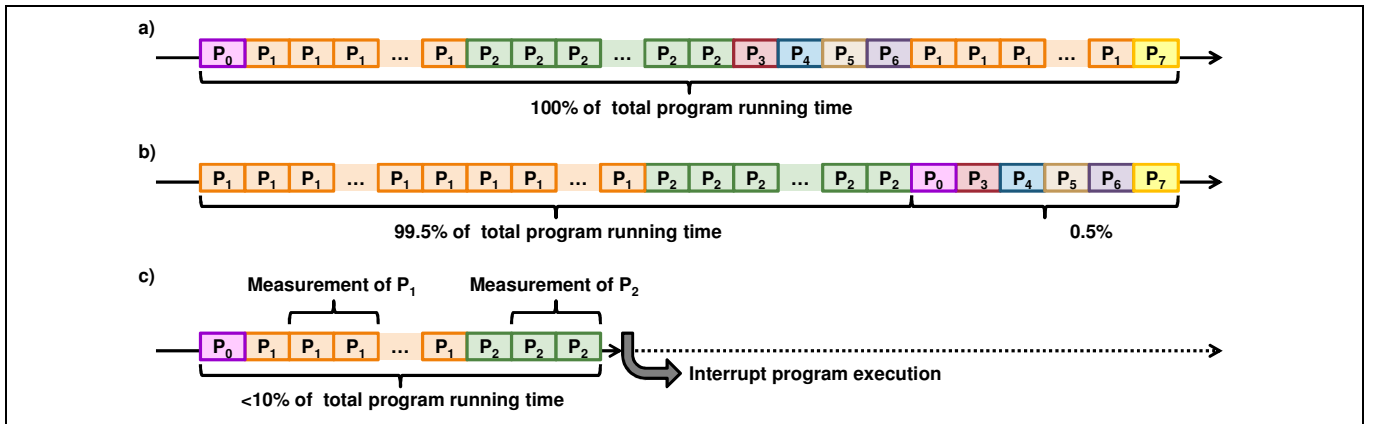 a)
P0 P1 P1 P1 ... P1 P2 P2 P2 ... P2 P2 P3 P4 P5 P6 P1 P1 P1 ... P1 P7
100% of total program running time
b)
P1 P1 P1 ... P1 P1 P1 P1 ... P1 P2 P2 P2 ... P2 P2 P0 P3 P4 P5 P6 P7
99.5% of total program running time 0.5%
c)
Measurement of P1 Measurement of P2
P0 P1 P1 P1 ... P1 P2 P2 P2
Interrupt program execution
<10% of total program running time